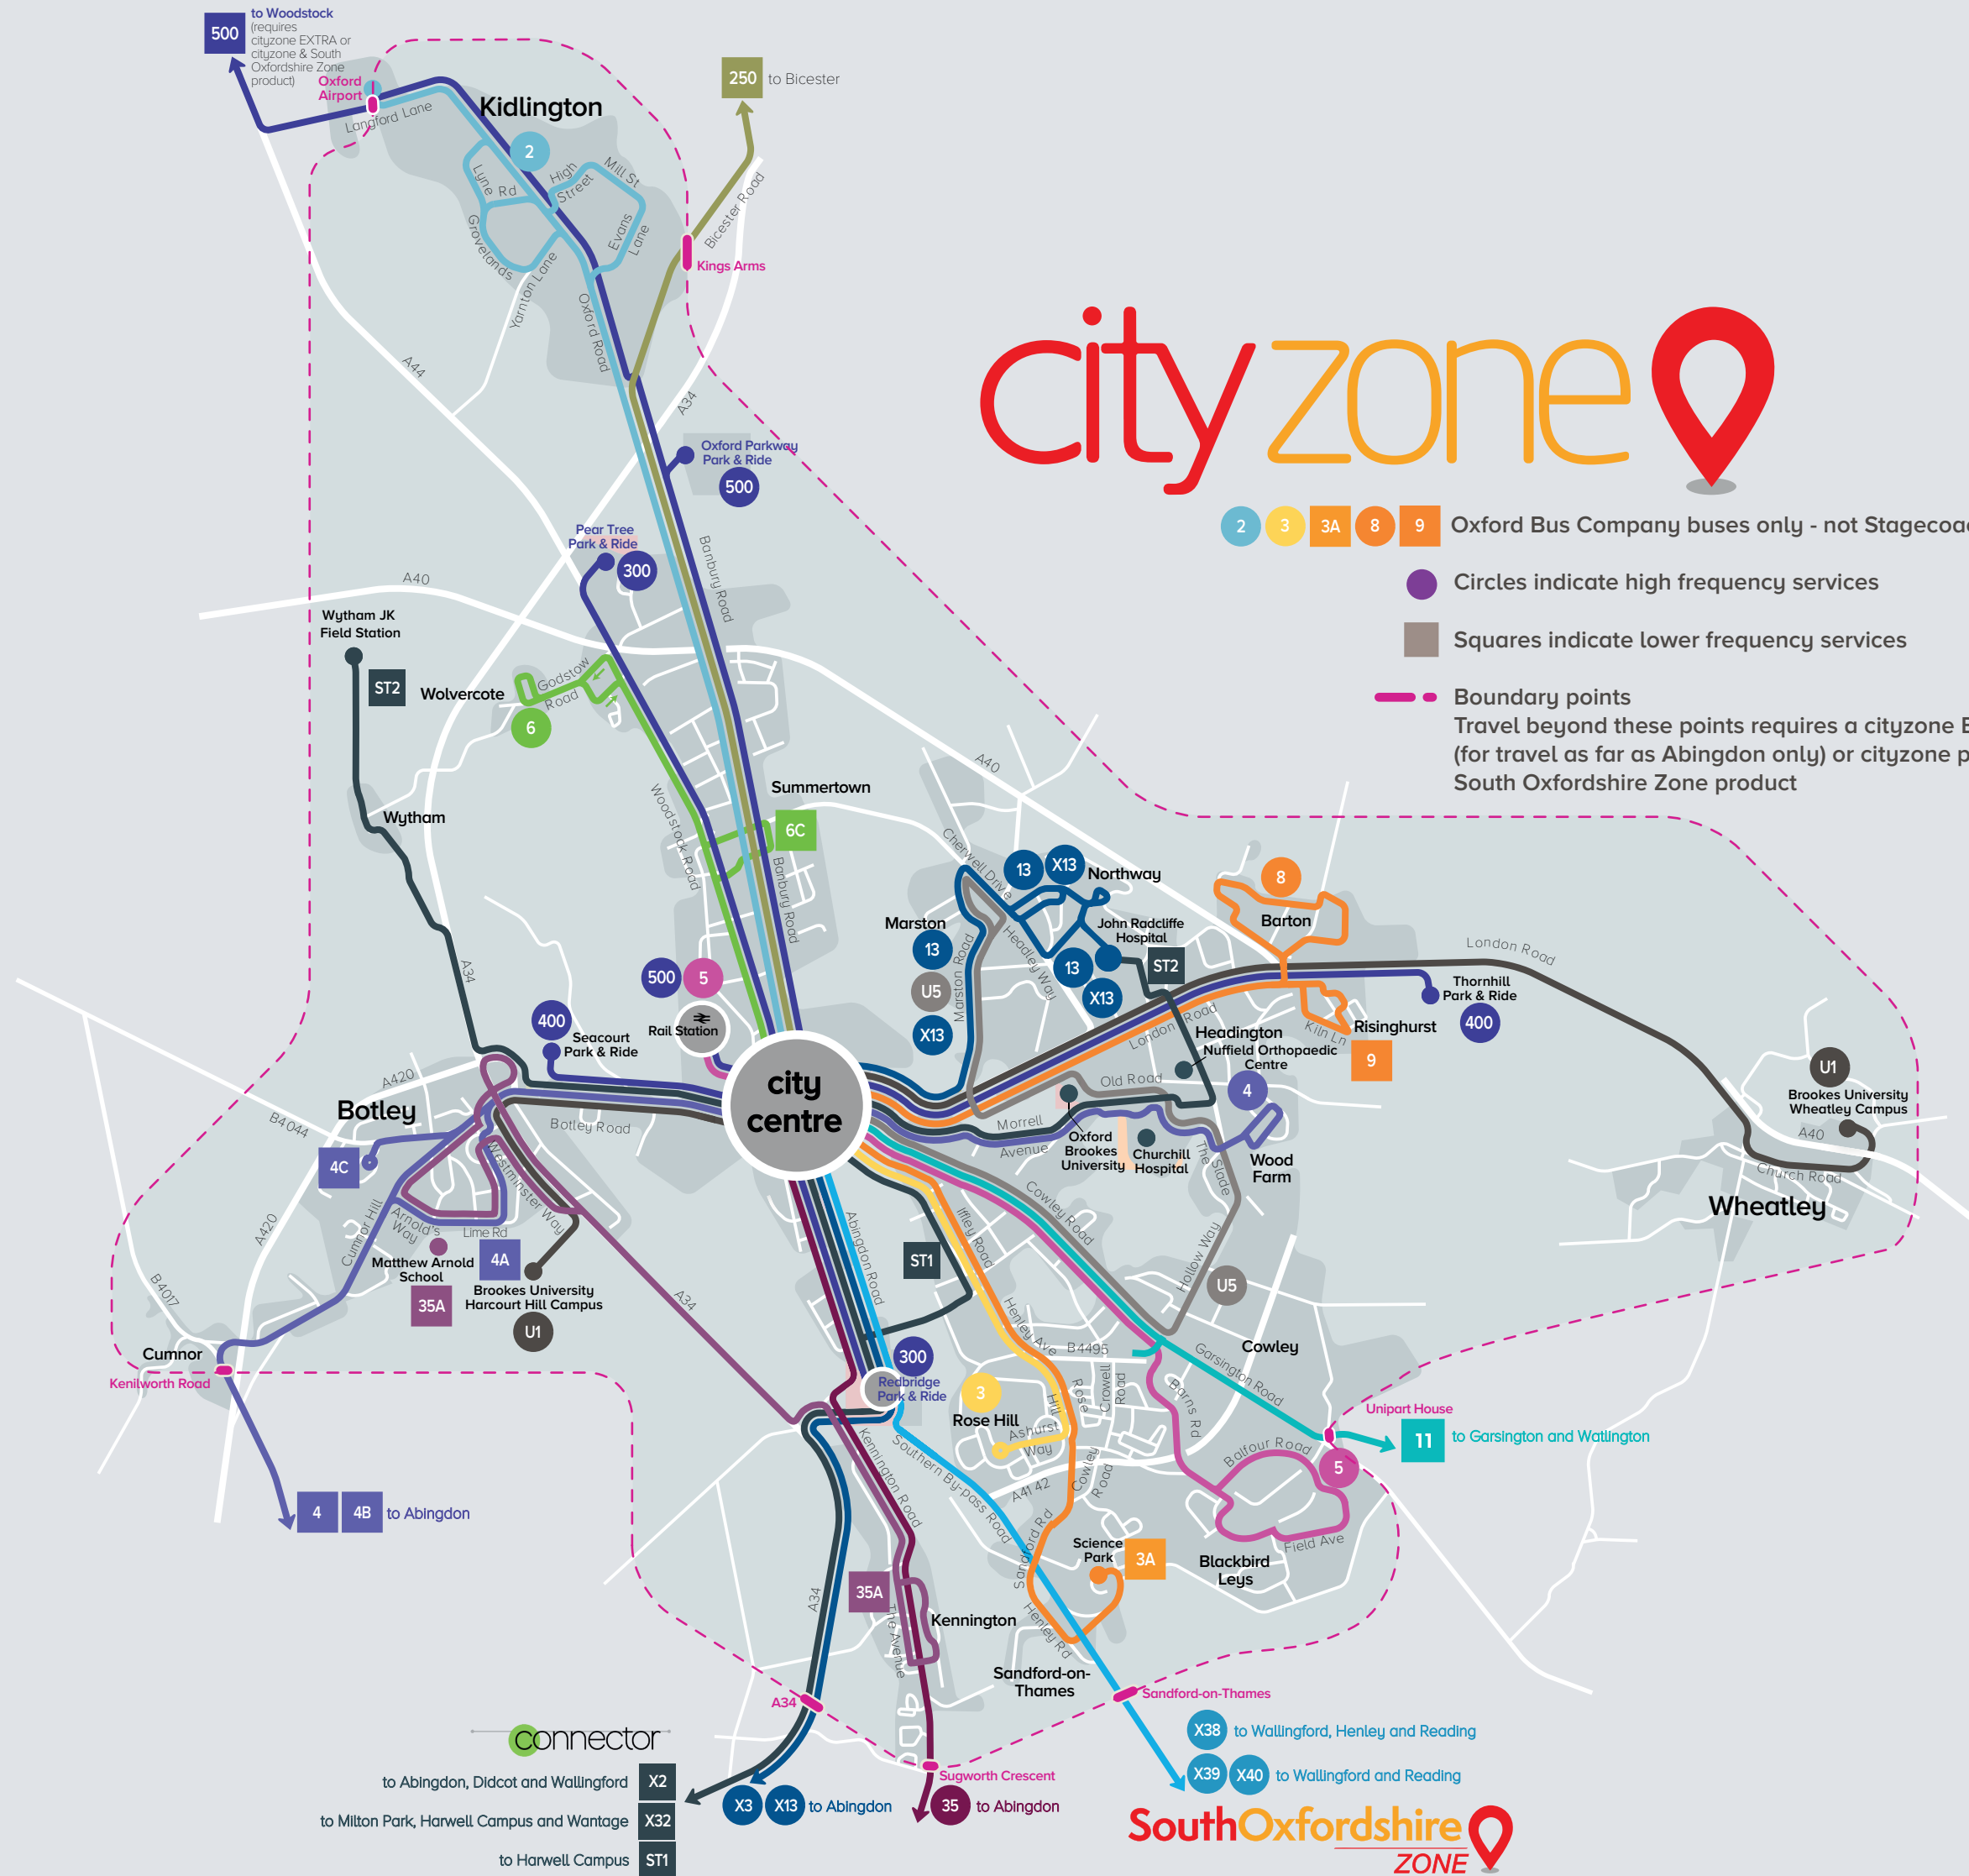 500
to Woodstock
(requires
cityzone EXTRA or
cityzone & South
Oxfordshire Zone
product)
Oxford
Airport
Langford Lane
Kidlington
2
250
to Bicester
Lyne Rd
High
Street
Mill St
Evans
Lane
Grovelands
Yarnton Lane
Oxford Road
Bicester Road
Kings Arms
A44
A34
cityzone
Oxford Parkway
Park & Ride
500
2
3
3A
8
9
Oxford Bus Company buses only - not Stagecoa
Circles indicate high frequency services
Squares indicate lower frequency services
Boundary points
Travel beyond these points requires a cityzone E
(for travel as far as Abingdon only) or cityzone p
South Oxfordshire Zone product
Pear Tree
Park & Ride
300
Banbury Road
A40
Wytham JK
Field Station
ST2
Wolvercote
Godstow
Road
6
A40
Summertown
6C
Woodstock Road
Banbury Road
Wytham
A34
Cherwell Drive
13
X13
Northway
Marston
13
U5
X13
Marston Road
Headley Way
John Radcliffe
Hospital
13
X13
ST2
8
Barton
London Road
Thornhill
Park & Ride
400
Risinghurst
Kiln Ln
9
500
5
Rail Station
400
Seacourt
Park & Ride
city
centre
London Road
Headington
Nuffield Orthopaedic
Centre
4
Old Road
U1
Brookes University
Wheatley Campus
A40
Church Road
Wheatley
A420
Botley
B4044
Botley Road
4C
Morrell
Avenue
Oxford
Brookes
University
Churchill
Hospital
The Slade
Wood
Farm
Westminster Way
Cumnor Hill
Arnold's
Way
Lime Rd
A420
B4017
Matthew Arnold
School
35A
4A
Brookes University
Harcourt Hill Campus
U1
A34
Abingdon Road
ST1
Iffley Road
Cowley Road
Hollow Way
U5
Cowley
Cumnor
Kenilworth Road
300
Redbridge
Park & Ride
Henley Ave
B4495
Garsington Road
3
Rose Hill
Rose
Hill
Crowell
Road
Barns Rd
Ashurst
Way
Unipart House
11
to Garsington and Watlington
Balfour Road
5
Kennington Road
Southern By-pass Road
A4142
Cowley
Road
4
4B
to Abingdon
Sandford Rd
Science
Park
3A
Field Ave
Blackbird
Leys
A34
35A
Kennington
The Avenue
Henley Rd
Sandford-on-
Thames
A34
Sandford-on-Thames
X38
to Wallingford, Henley and Reading
X39
X40
to Wallingford and Reading
Sugworth Crescent
connector
to Abingdon, Didcot and Wallingford
X2
X3
X13
to Abingdon
35
to Abingdon
to Milton Park, Harwell Campus and Wantage
X32
to Harwell Campus
ST1
SouthOxfordshire
ZONE